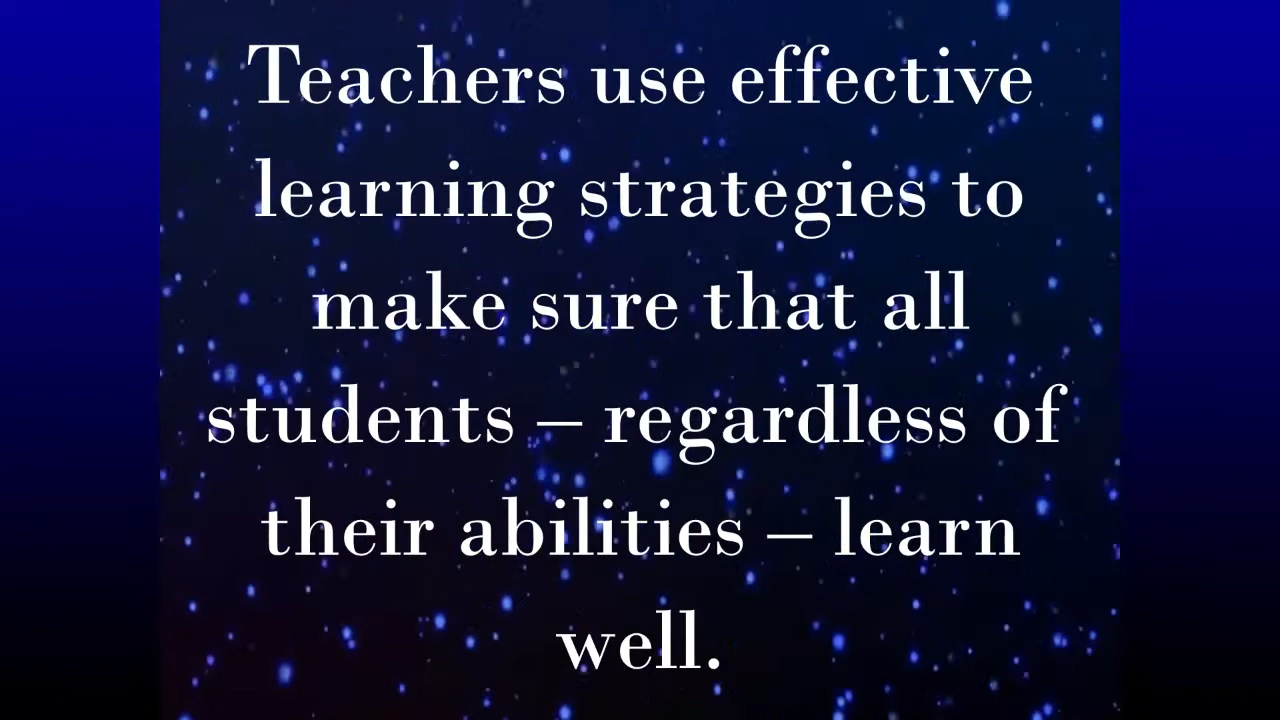 Teachers use effective
learning strategies to
make sure that all
students – regardless of
their abilities – learn
well.